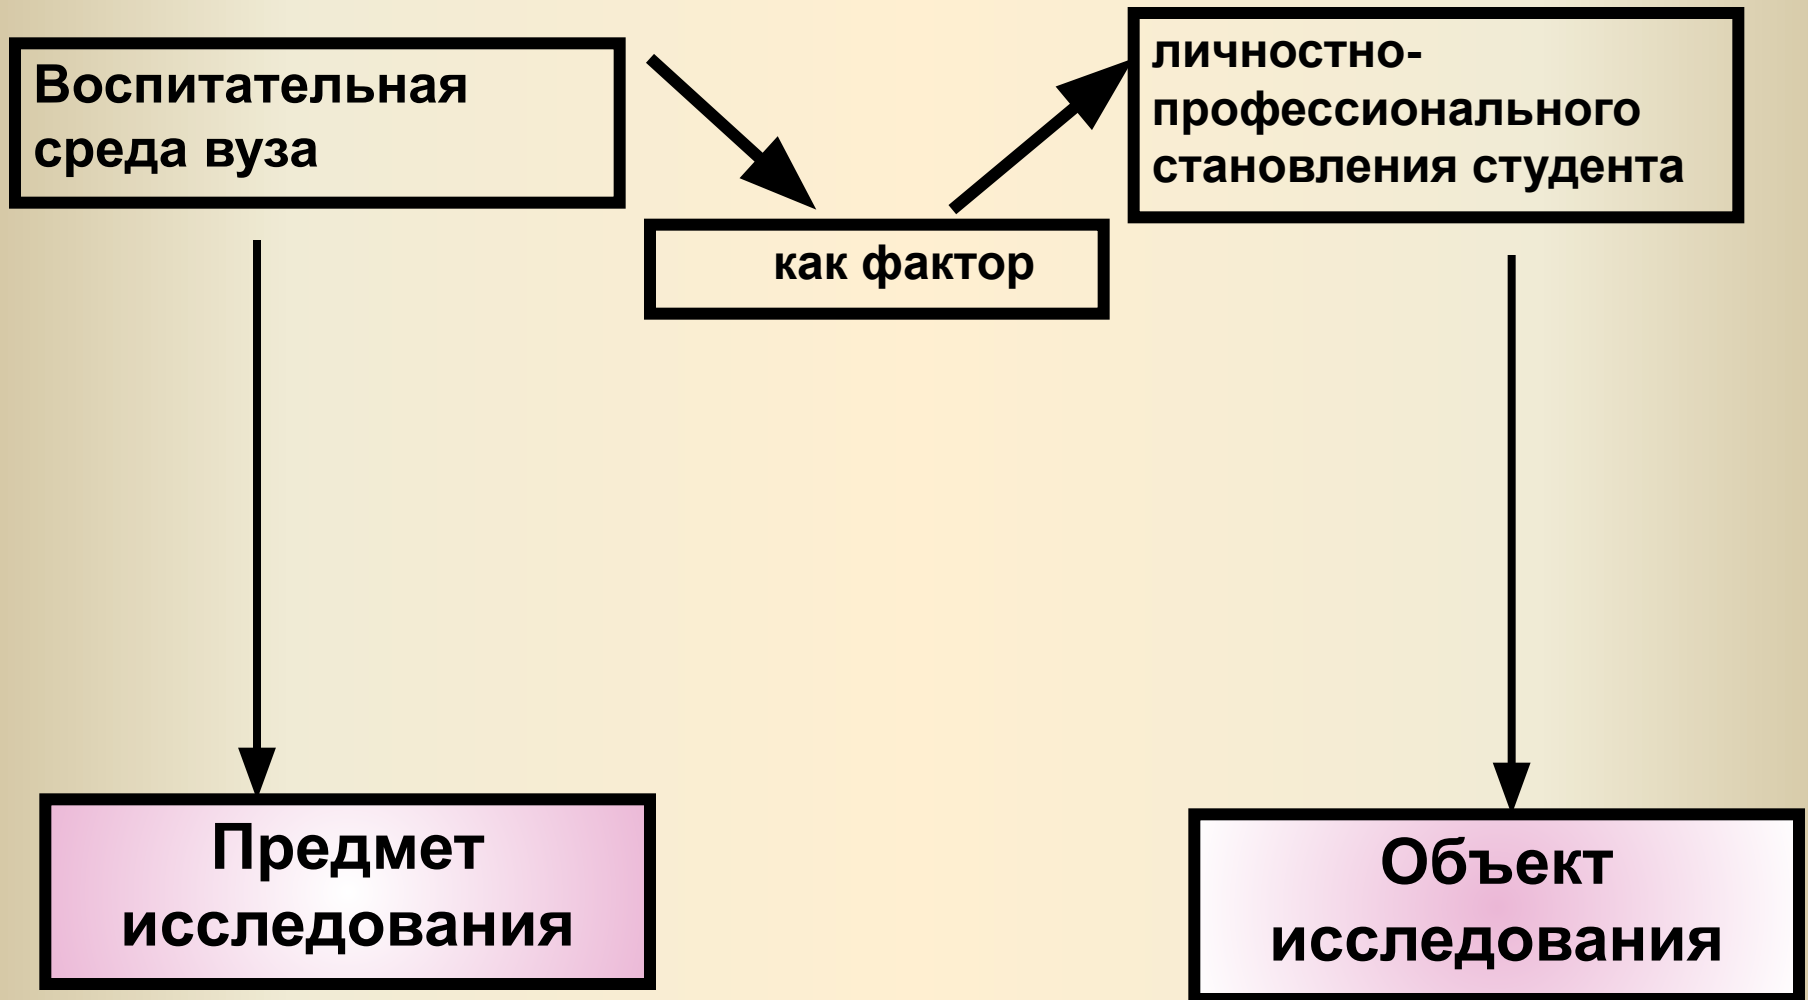 Воспитательная
среда вуза
как фактор
личностно-
профессионального
становления студента
Предмет
исследования
Объект
исследования